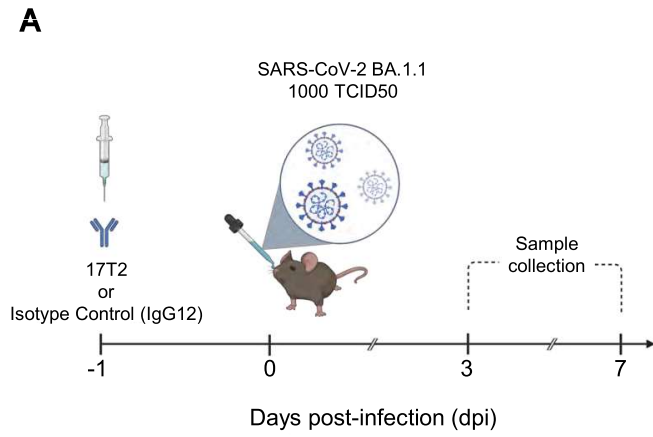 A
SARS-CoV-2 BA.1.1
1000 TCID50
17T2
or
Isotype Control (IgG12)
Sample
collection
-1
0
3
7
Days post-infection (dpi)